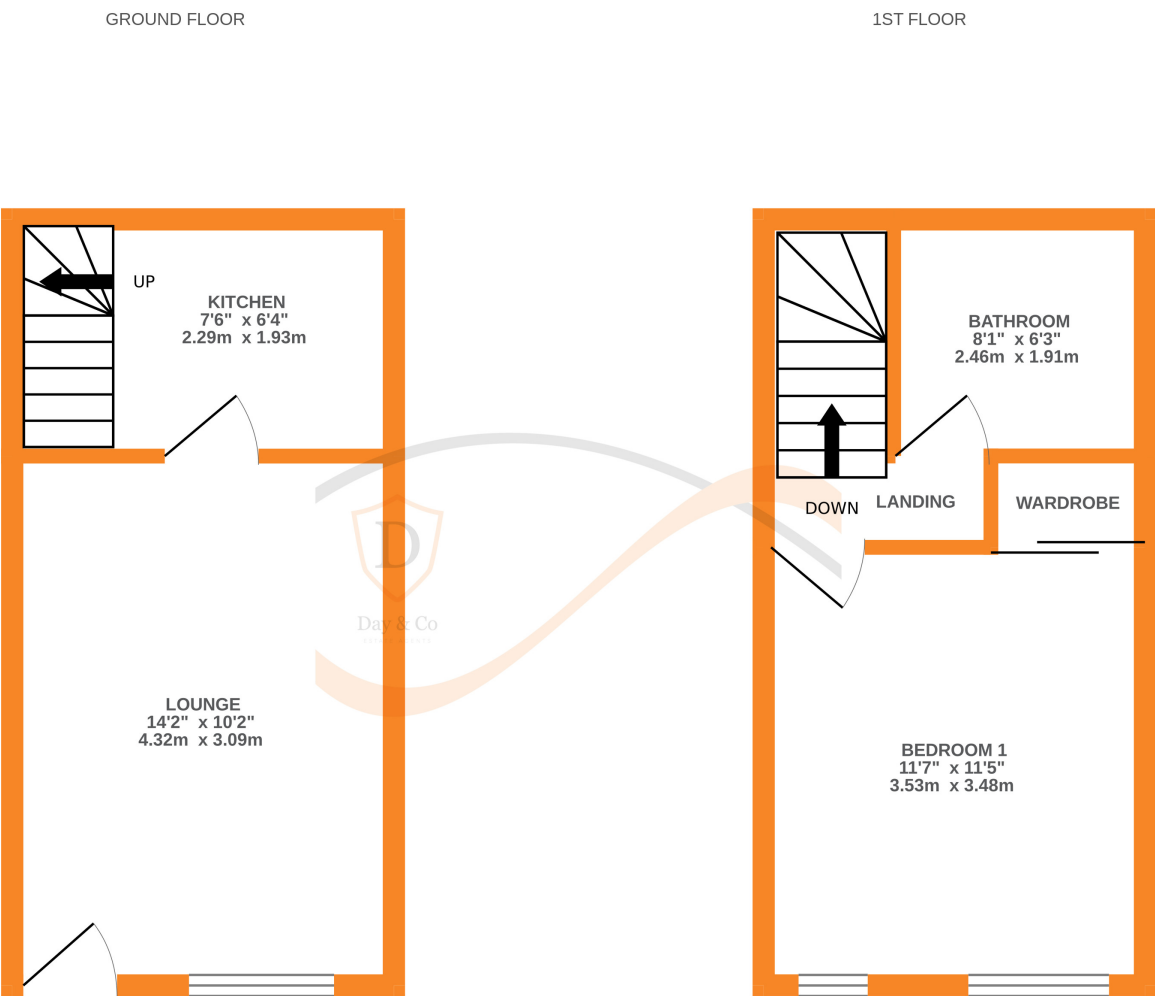 GROUND FLOOR
1ST FLOOR
UP
KITCHEN
7'6" x 6'4"
2.29m x 1.93m
BATHROOM
8'1" x 6'3"
2.46m x 1.91m
DOWN
LANDING
WARDROBE
D
Day & Co
ESTATE AGENTS
LOUNGE
14'2" x 10'2"
4.32m x 3.09m
BEDROOM 1
11'7" x 11'5"
3.53m x 3.48m